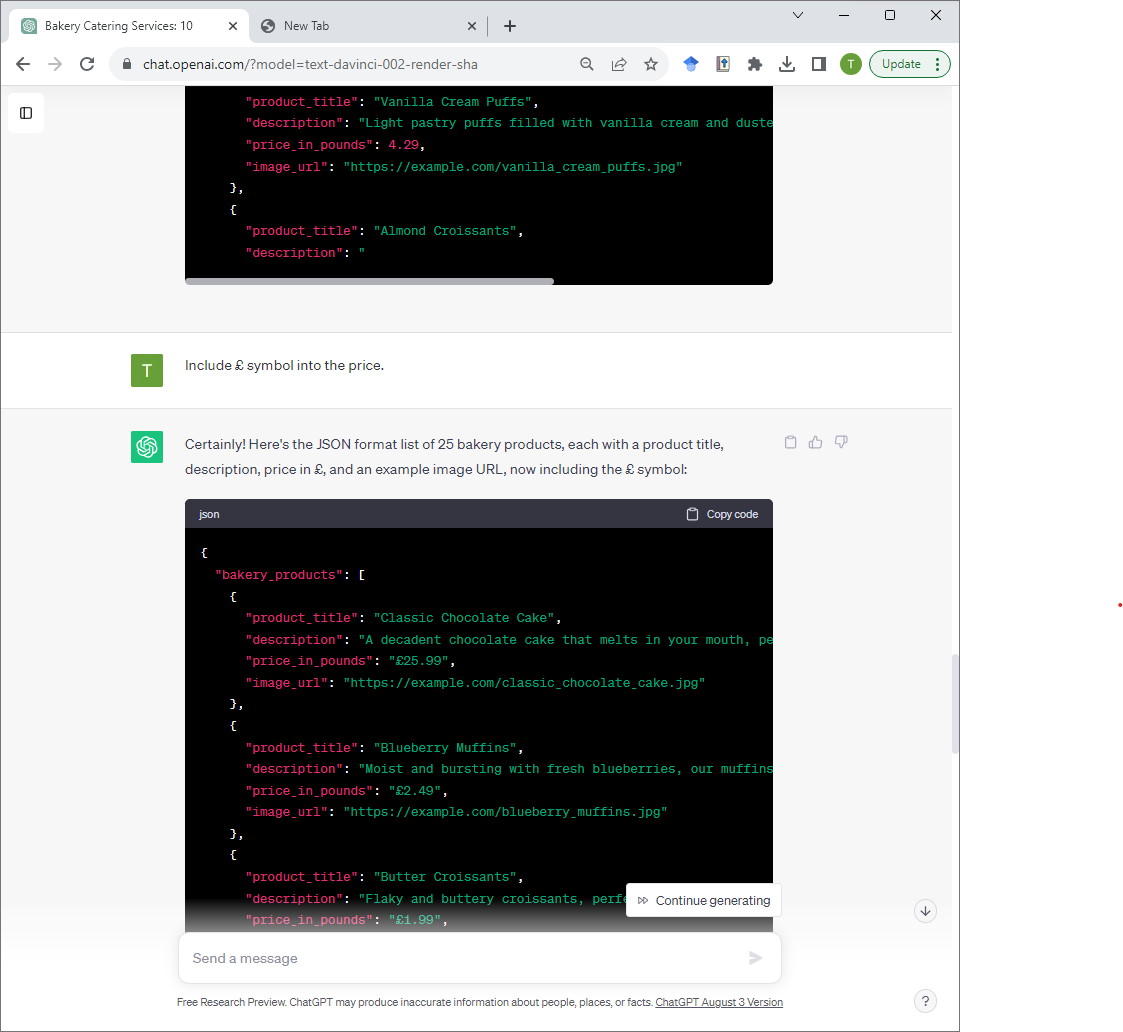 Bakery Catering Services: 10
New Tab
chat.openai.com/?model=text-davinci-002-render-sha
T
Update
"product_title": "Vanilla Cream Puffs",
"description": "Light pastry puffs filled with vanilla cream and duste
"price_in_pounds": 4.29,
"image_url": "https://example.com/vanilla_cream_puffs.jpg"
},
{
"product_title": "Almond Croissants",
"description": "
T
Include £ symbol into the price.
Certainly! Here's the JSON format list of 25 bakery products, each with a product title,
description, price in £, and an example image URL, now including the £ symbol:
json
Copy code
{
"bakery_products": [
{
"product_title": "Classic Chocolate Cake",
"description": "A decadent chocolate cake that melts in your mouth, pe
"price_in_pounds": "£25.99",
"image_url": "https://example.com/classic_chocolate_cake.jpg"
},
{
"product_title": "Blueberry Muffins",
"description": "Moist and bursting with fresh blueberries, our muffins
"price_in_pounds": "£2.49",
"image_url": "https://example.com/blueberry_muffins.jpg"
},
{
"product_title": "Butter Croissants",
"description": "Flaky and buttery croissants, perfe
Continue generating
"price_in_pounds": "£1.99",
Send a message
Free Research Preview. ChatGPT may produce inaccurate information about people, places, or facts. ChatGPT August 3 Version
?